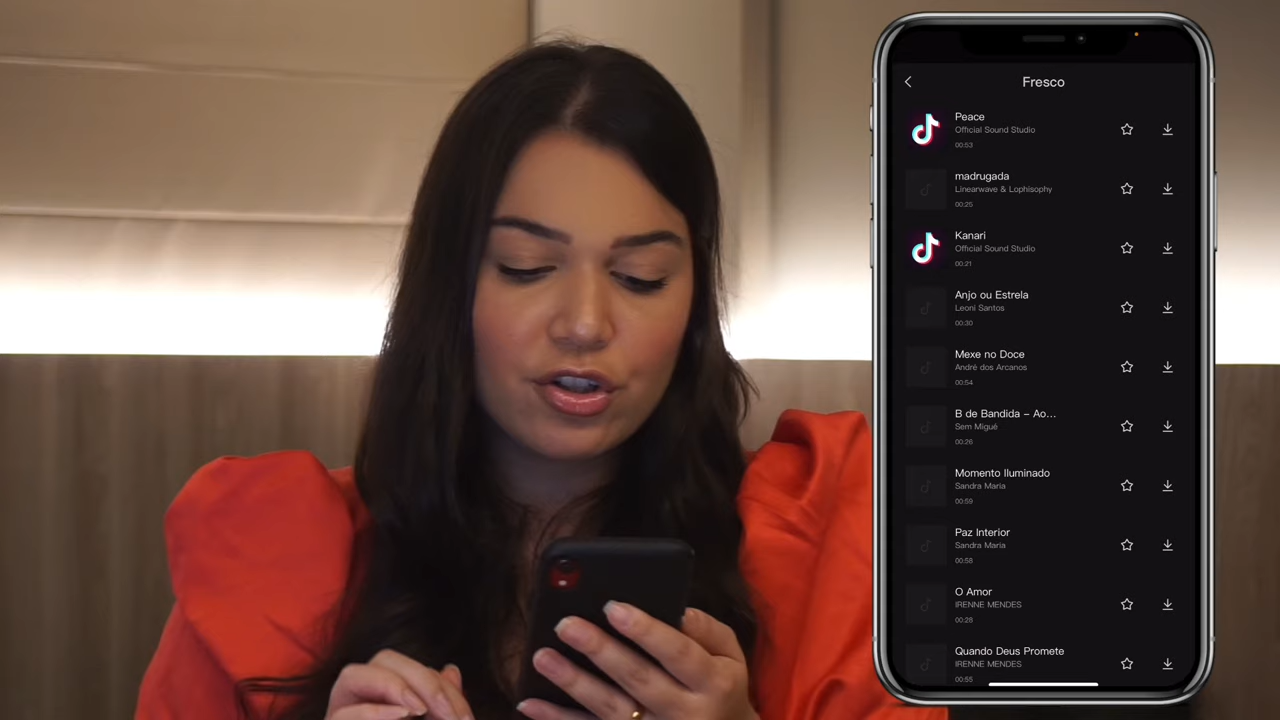 Fresco
Peace
Official Sound Studio
00:53
madrugada
Linearwave & Lophisophy
00:25
Kanari
Official Sound Studio
00:21
Anjo ou Estrela
Leoni Santos
00:30
Mexe no Doce
André dos Arcanos
00:54
B de Bandida – Ao...
Sem Migué
00:26
Momento Iluminado
Sandra Maria
00:59
Paz Interior
Sandra Maria
00:58
O Amor
IRENNE MENDES
00:28
Quando Deus Promete
IRENNE MENDES
00:55